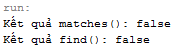 run:
Kết quả matches(): false
Kết quả find(): false